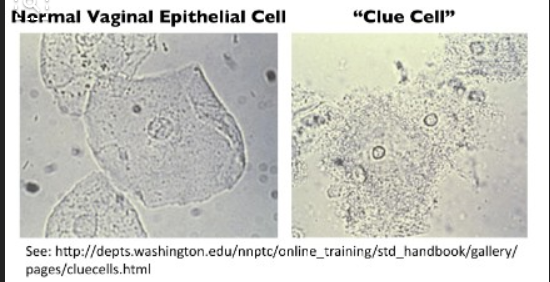 Normal Vaginal Epithelial Cell
“Clue Cell”
See: http://depts.washington.edu/nnptc/online_training/std_handbook/gallery/
pages/cluecells.html